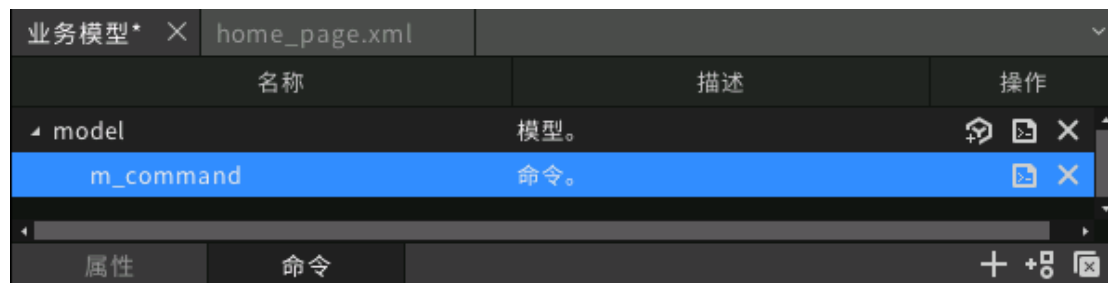 业务模型* home_page.xml
名称 描述 操作
model 模型。
m_command 命令。
属性 命令